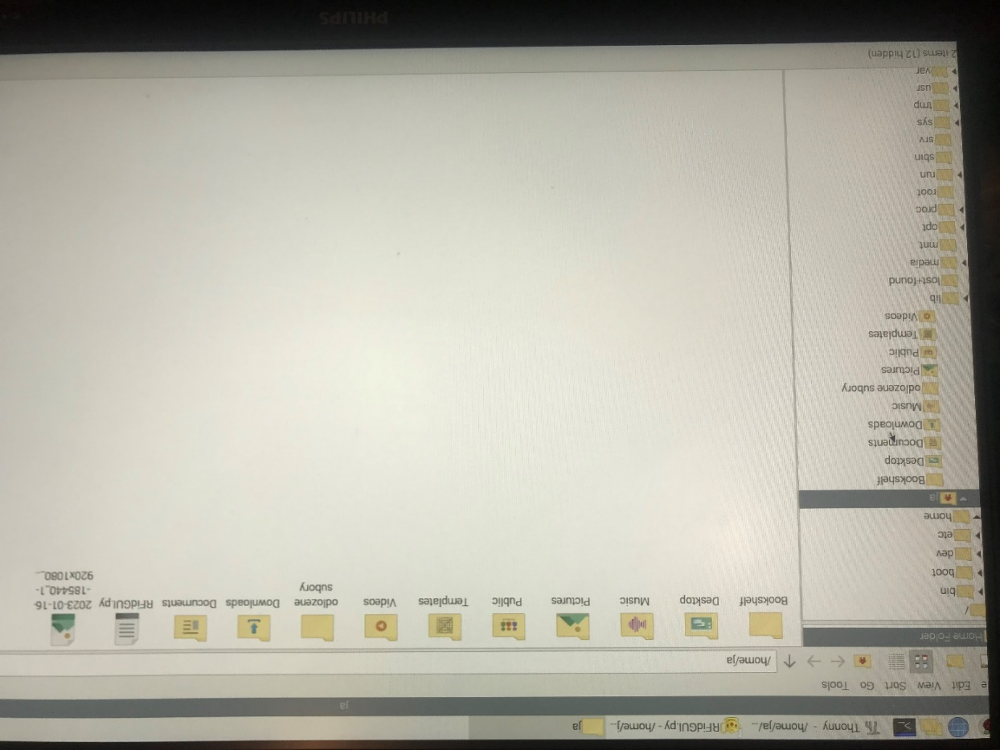 Thonny - /home/ja/ja/...
RFidGUI.py - /home/j...
ja
ja
Edit View Sort Go Tools
/home/ja
Home Folder
/
bin
boot
dev
etc
home
ja
Bookshelf
Desktop
Documents
Downloads
Music
odlozene subory
Pictures
Public
Templates
Videos
lib
lost+found
media
mnt
opt
proc
root
run
sbin
srv
sys
tmp
usr
var
Bookshelf
Desktop
Music
Pictures
Public
Templates
Videos
odlozene
subory
Downloads
Documents
RFidGUI.py
2023-01-16
-185440_1-
920x1080_...
2 items (12 hidden)
PHILIPS